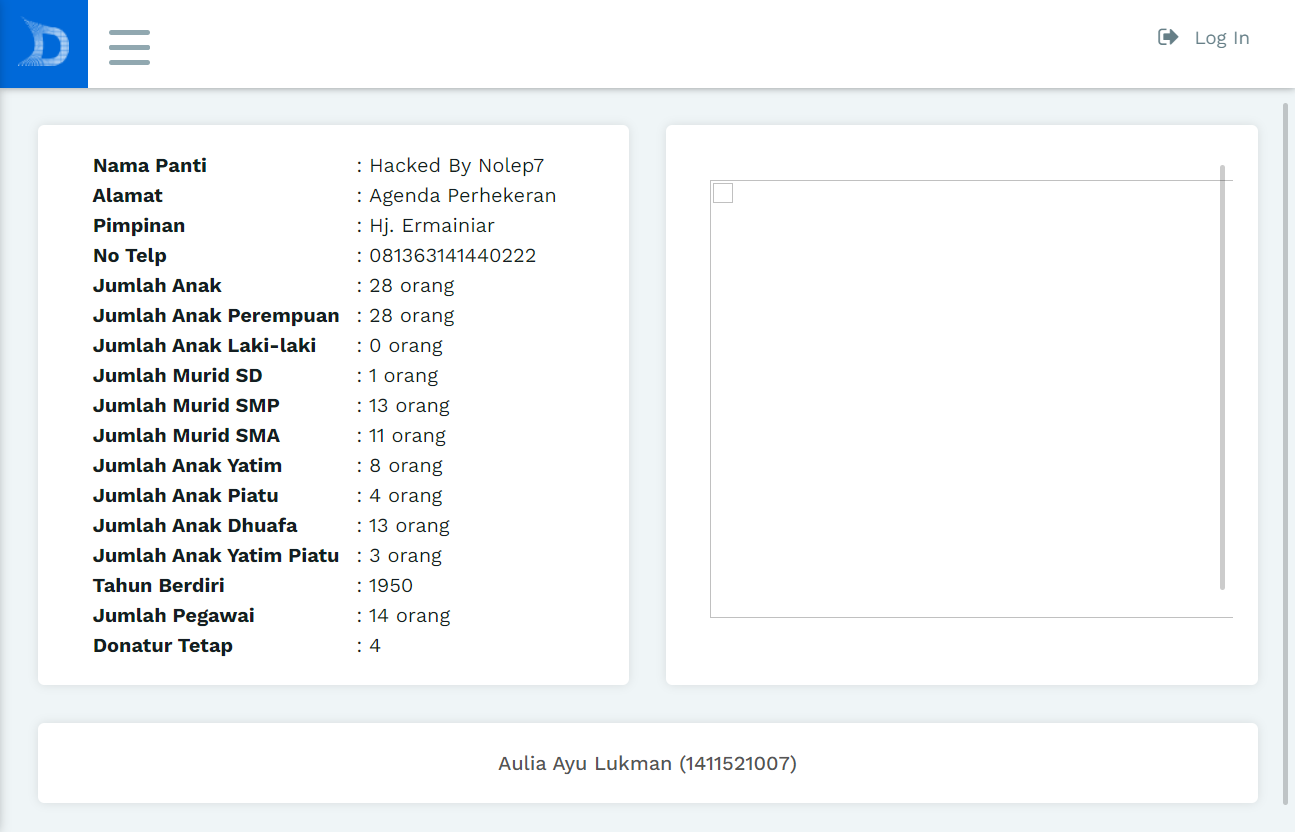 Log In
Nama Panti : Hacked By Nolep7
Alamat : Agenda Perhekeran
Pimpinan : Hj. Ermainiar
No Telp : 081363141440222
Jumlah Anak : 28 orang
Jumlah Anak Perempuan : 28 orang
Jumlah Anak Laki-laki : 0 orang
Jumlah Murid SD : 1 orang
Jumlah Murid SMP : 13 orang
Jumlah Murid SMA : 11 orang
Jumlah Anak Yatim : 8 orang
Jumlah Anak Piatu : 4 orang
Jumlah Anak Dhuafa : 13 orang
Jumlah Anak Yatim Piatu : 3 orang
Tahun Berdiri : 1950
Jumlah Pegawai : 14 orang
Donatur Tetap : 4
Aulia Ayu Lukman (1411521007)